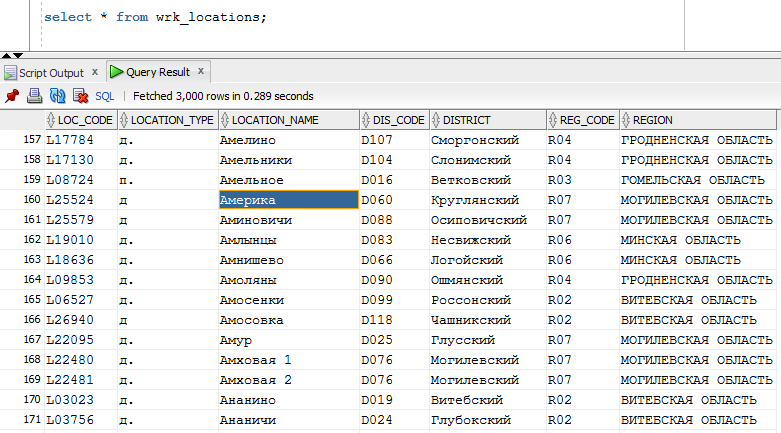 select * from wrk_locations;
Script Output x Query Result x
SQL | Fetched 3,000 rows in 0.289 seconds
LOC_CODE LOCATION_TYPE LOCATION_NAME DIS_CODE DISTRICT REG_CODE REGION
157 L17784 д. Амелино D107 Сморгонский R04 ГРОДНЕНСКАЯ ОБЛАСТЬ
158 L17130 д. Амельники D104 Слонимский R04 ГРОДНЕНСКАЯ ОБЛАСТЬ
159 L08724 п. Амельное D016 Ветковский R03 ГОМЕЛЬСКАЯ ОБЛАСТЬ
160 L25524 д Америка D060 Круглянский R07 МОГИЛЕВСКАЯ ОБЛАСТЬ
161 L25579 д Аминовичи D088 Осиповичский R07 МОГИЛЕВСКАЯ ОБЛАСТЬ
162 L19010 д. Амлынцы D083 Несвижский R06 МИНСКАЯ ОБЛАСТЬ
163 L18636 д. Амнишево D066 Логойский R06 МИНСКАЯ ОБЛАСТЬ
164 L09853 д. Амоляны D090 Ошмянский R04 ГРОДНЕНСКАЯ ОБЛАСТЬ
165 L06527 д. Амосенки D099 Россонский R02 ВИТЕБСКАЯ ОБЛАСТЬ
166 L26940 д Амосовка D118 Чашникский R02 ВИТЕБСКАЯ ОБЛАСТЬ
167 L22095 д. Амур D025 Глусский R07 МОГИЛЕВСКАЯ ОБЛАСТЬ
168 L22480 д. Амховая 1 D076 Могилевский R07 МОГИЛЕВСКАЯ ОБЛАСТЬ
169 L22481 д. Амховая 2 D076 Могилевский R07 МОГИЛЕВСКАЯ ОБЛАСТЬ
170 L03023 д. Ананино D019 Витебский R02 ВИТЕБСКАЯ ОБЛАСТЬ
171 L03756 д. Ананичи D024 Глубокский R02 ВИТЕБСКАЯ ОБЛАСТЬ